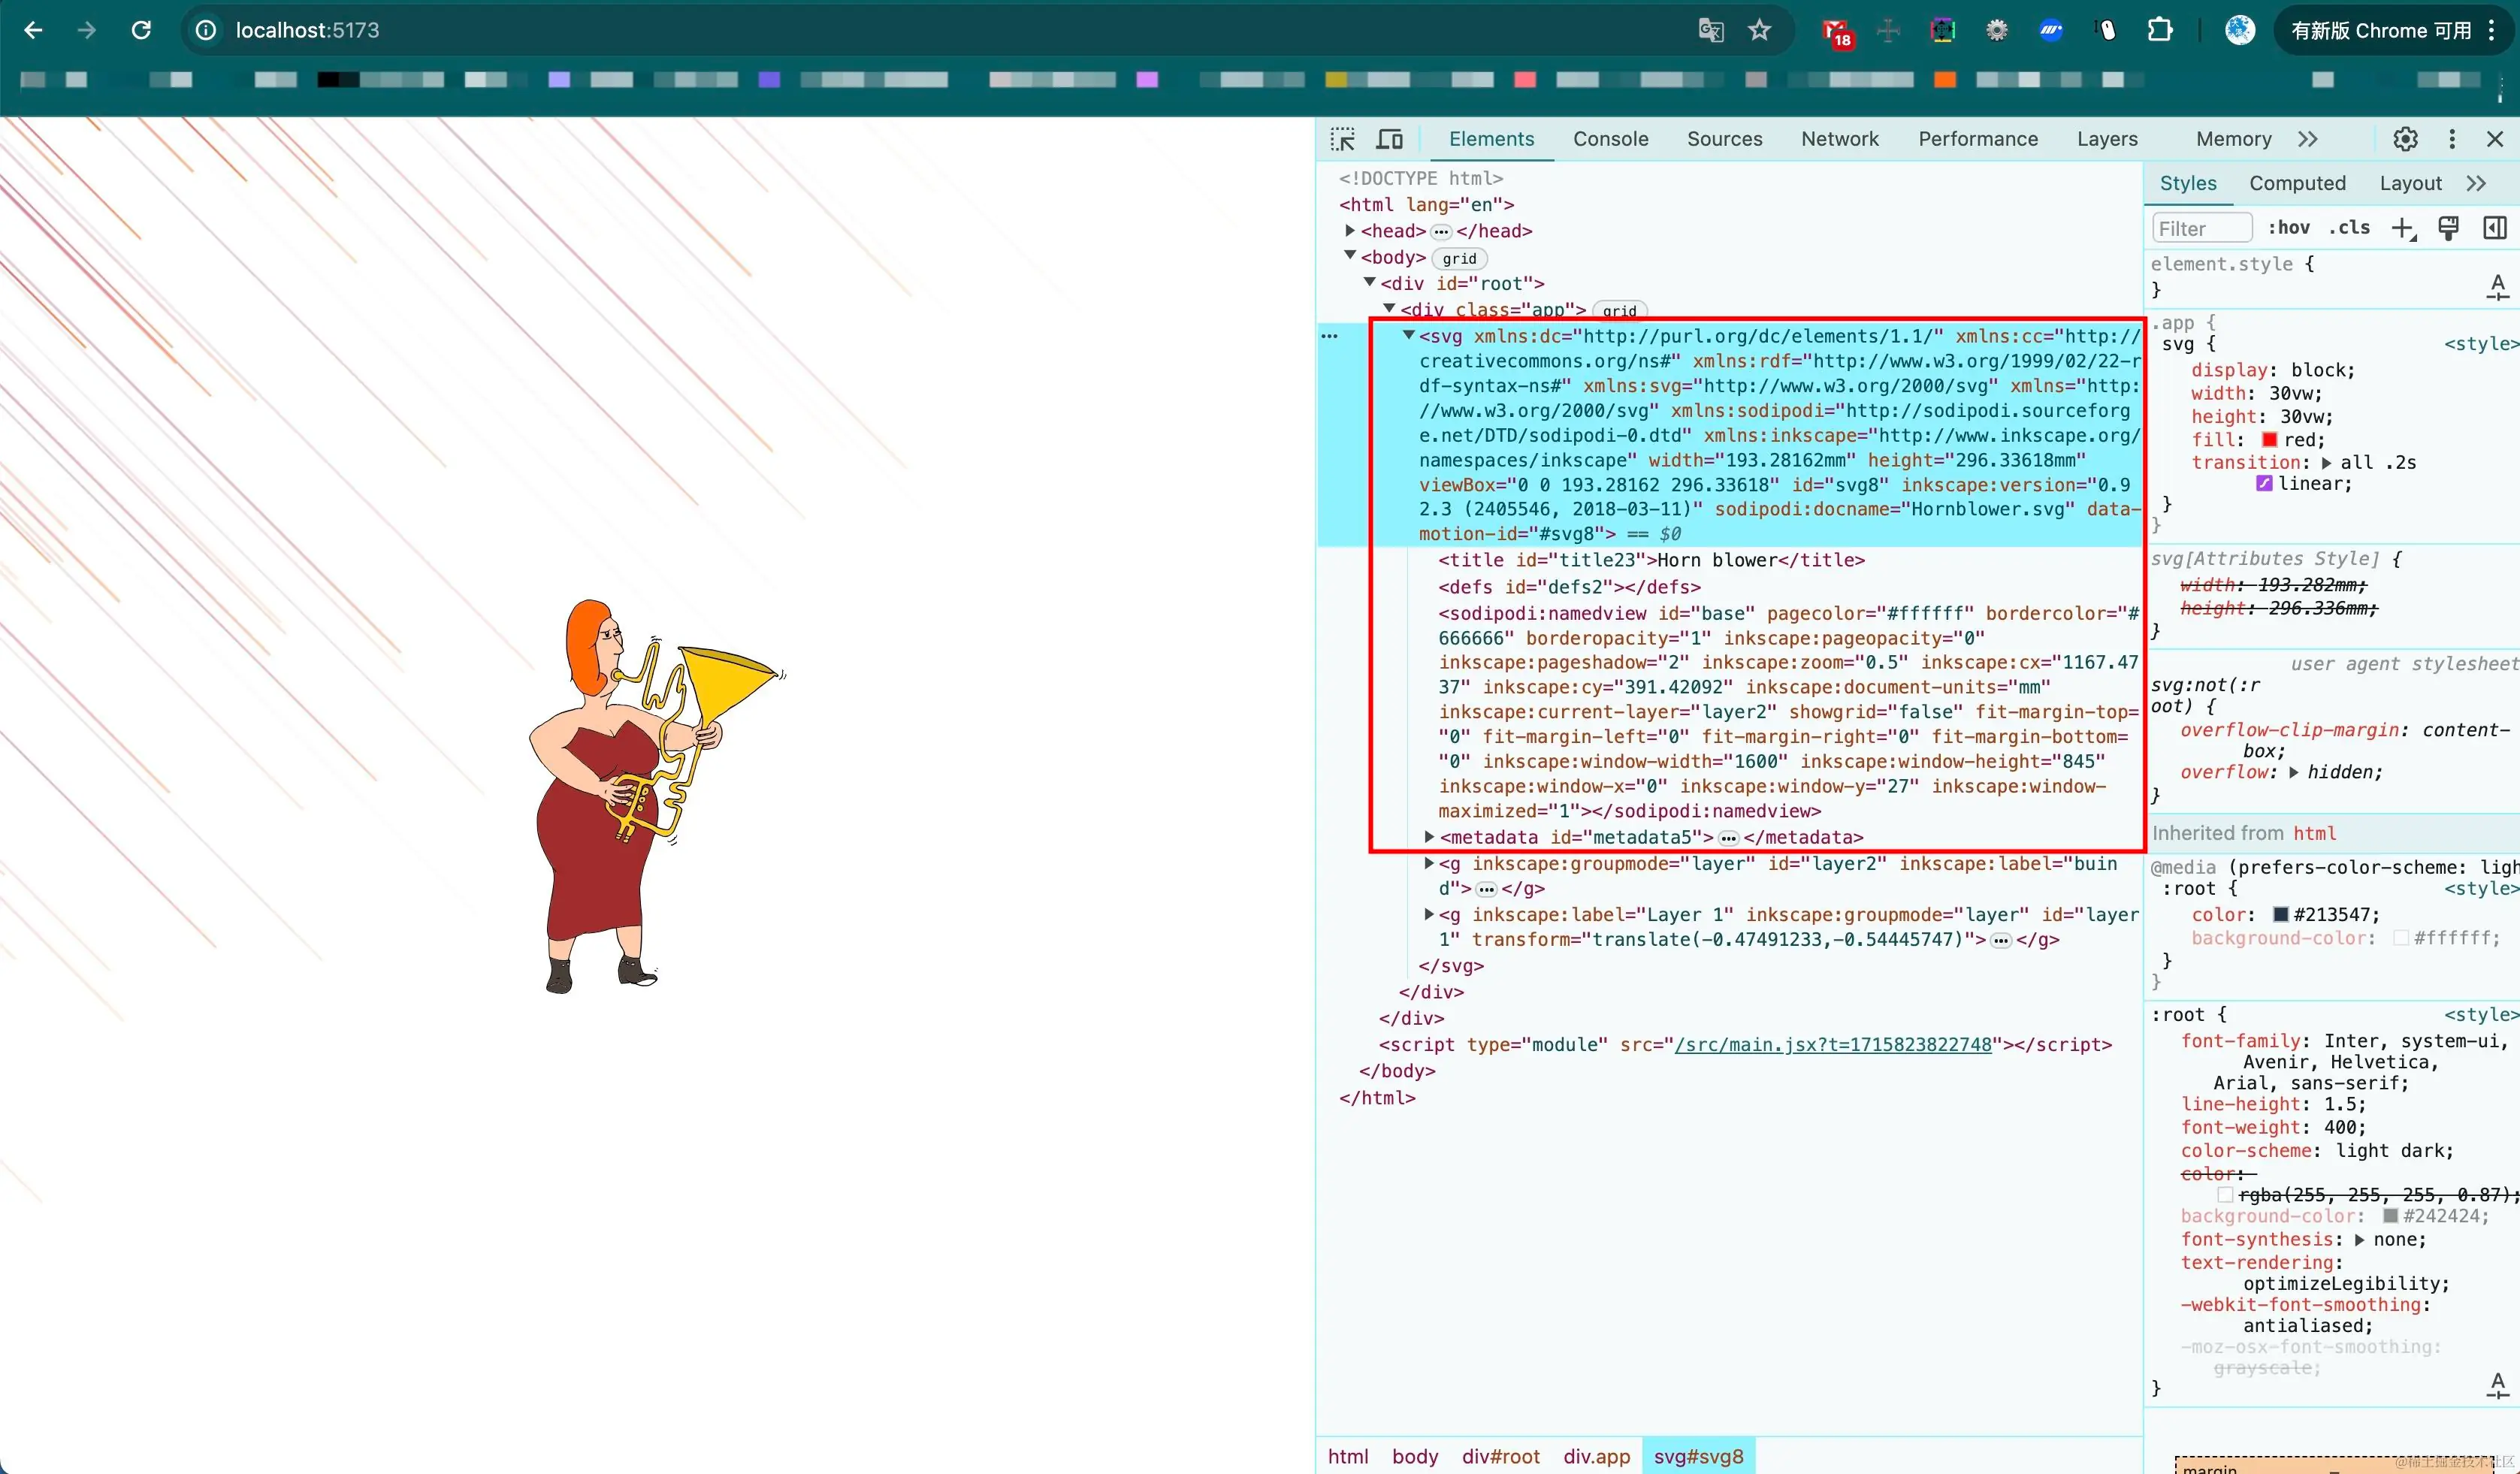 localhost:5173
18
有新版 Chrome 可用
Elements
Console
Sources
Network
Performance
Layers
Memory
<!DOCTYPE html>
<html lang="en">
<head> ••• </head>
<body> grid
<div id="root">
<div class="app"> grid
••• <svg xmlns:dc="http://purl.org/dc/elements/1.1/" xmlns:cc="http://
creativecommons.org/ns#" xmlns:rdf="http://www.w3.org/1999/02/22-r
df-syntax-ns#" xmlns:svg="http://www.w3.org/2000/svg" xmlns="http:
//www.w3.org/2000/svg" xmlns:sodipodi="http://sodipodi.sourceforg
e.net/DTD/sodipodi-0.dtd" xmlns:inkscape="http://www.inkscape.org/
namespaces/inkscape" width="193.28162mm" height="296.33618mm"
viewBox="0 0 193.28162 296.33618" id="svg8" inkscape:version="0.9
2.3 (2405546, 2018-03-11)" sodipodi:docname="Hornblower.svg" data-
motion-id="#svg8"> == $0
<title id="title23">Horn blower</title>
<defs id="defs2"></defs>
<sodipodi:namedview id="base" pagecolor="#ffffff" bordercolor="#
666666" borderopacity="1" inkscape:pageopacity="0"
inkscape:pageshadow="2" inkscape:zoom="0.5" inkscape:cx="1167.47
37" inkscape:cy="391.42092" inkscape:document-units="mm"
inkscape:current-layer="layer2" showgrid="false" fit-margin-top=
"0" fit-margin-left="0" fit-margin-right="0" fit-margin-bottom=
"0" inkscape:window-width="1600" inkscape:window-height="845"
inkscape:window-x="0" inkscape:window-y="27" inkscape:window-
maximized="1"></sodipodi:namedview>
<metadata id="metadata5"> ••• </metadata>
<g inkscape:groupmode="layer" id="layer2" inkscape:label="buin
d"> ••• </g>
<g inkscape:label="Layer 1" inkscape:groupmode="layer" id="layer
1" transform="translate(-0.47491233,-0.54445747)"> ••• </g>
</svg>
</div>
</div>
<script type="module" src="/src/main.jsx?t=1715823822748"></script>
</body>
</html>
html
body
div#root
div.app
svg#svg8
Styles
Computed
Layout
Filter
:hov
.cls
element.style {
}
.app {
svg {
<style>
display: block;
width: 30vw;
height: 30vw;
fill: red;
transition: all .2s
linear;
}
}
svg[Attributes Style] {
width: 193.282mm;
height: 296.336mm;
}
user agent stylesheet
svg:not(:r
oot) {
overflow-clip-margin: content-
box;
overflow: hidden;
}
Inherited from html
@media (prefers-color-scheme: ligh
:root {
<style>
color: #213547;
background-color: #ffffff;
}
}
:root {
<style>
font-family: Inter, system-ui,
Avenir, Helvetica,
Arial, sans-serif;
line-height: 1.5;
font-weight: 400;
color-scheme: light dark;
color:
rgba(255, 255, 255, 0.87);
background-color: #242424;
font-synthesis: none;
text-rendering:
optimizeLegibility;
-webkit-font-smoothing:
antialiased;
-moz-osx-font-smoothing:
grayscale;
}
margin
@稀土掘金技术社区